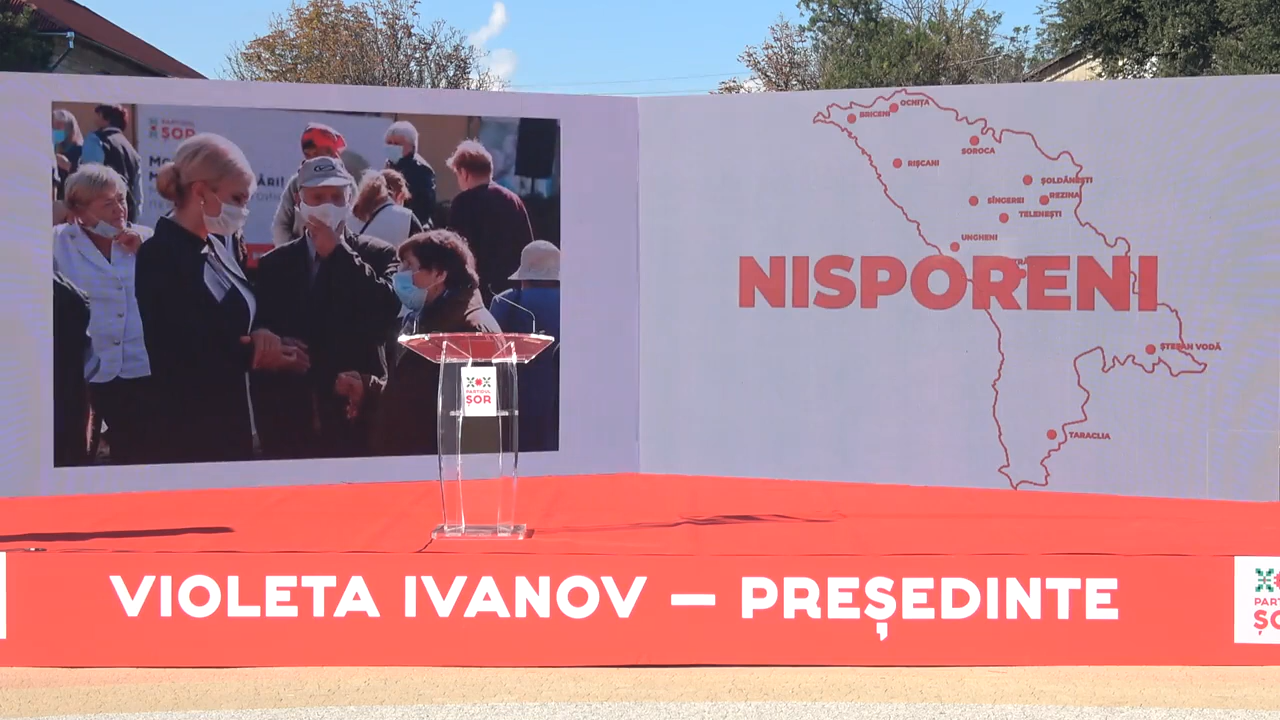 PARTIDUL
ȘOR
OCNIȚA
BRICENI
SOROCA
RÎȘCANI
ȘOLDĂNEȘTI
SÎNGEREI
REZINA
TELENEȘTI
UNGHENI
NISPORENI
ȘTEFAN VODĂ
TARACLIA
PARTIDUL
ȘOR
VIOLETA IVANOV — PREȘEDINTE